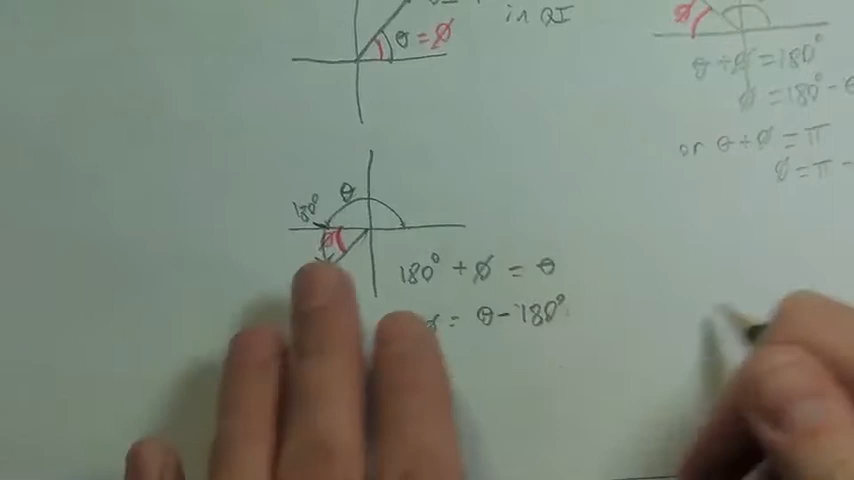 in QI
θ = ϕ
ϕ
θ + ϕ = 180°
ϕ = 180° - θ
or θ + ϕ = π
ϕ = π -
θ
180°
ϕ
180° + ϕ = θ
ϕ = θ - 180°